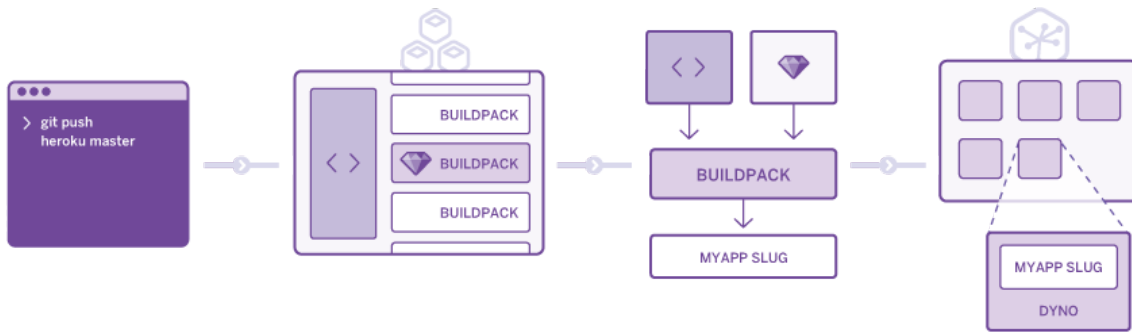 > git push
heroku master
< >
BUILDPACK
BUILDPACK
BUILDPACK
< >
BUILDPACK
MYAPP SLUG
MYAPP SLUG
DYNO